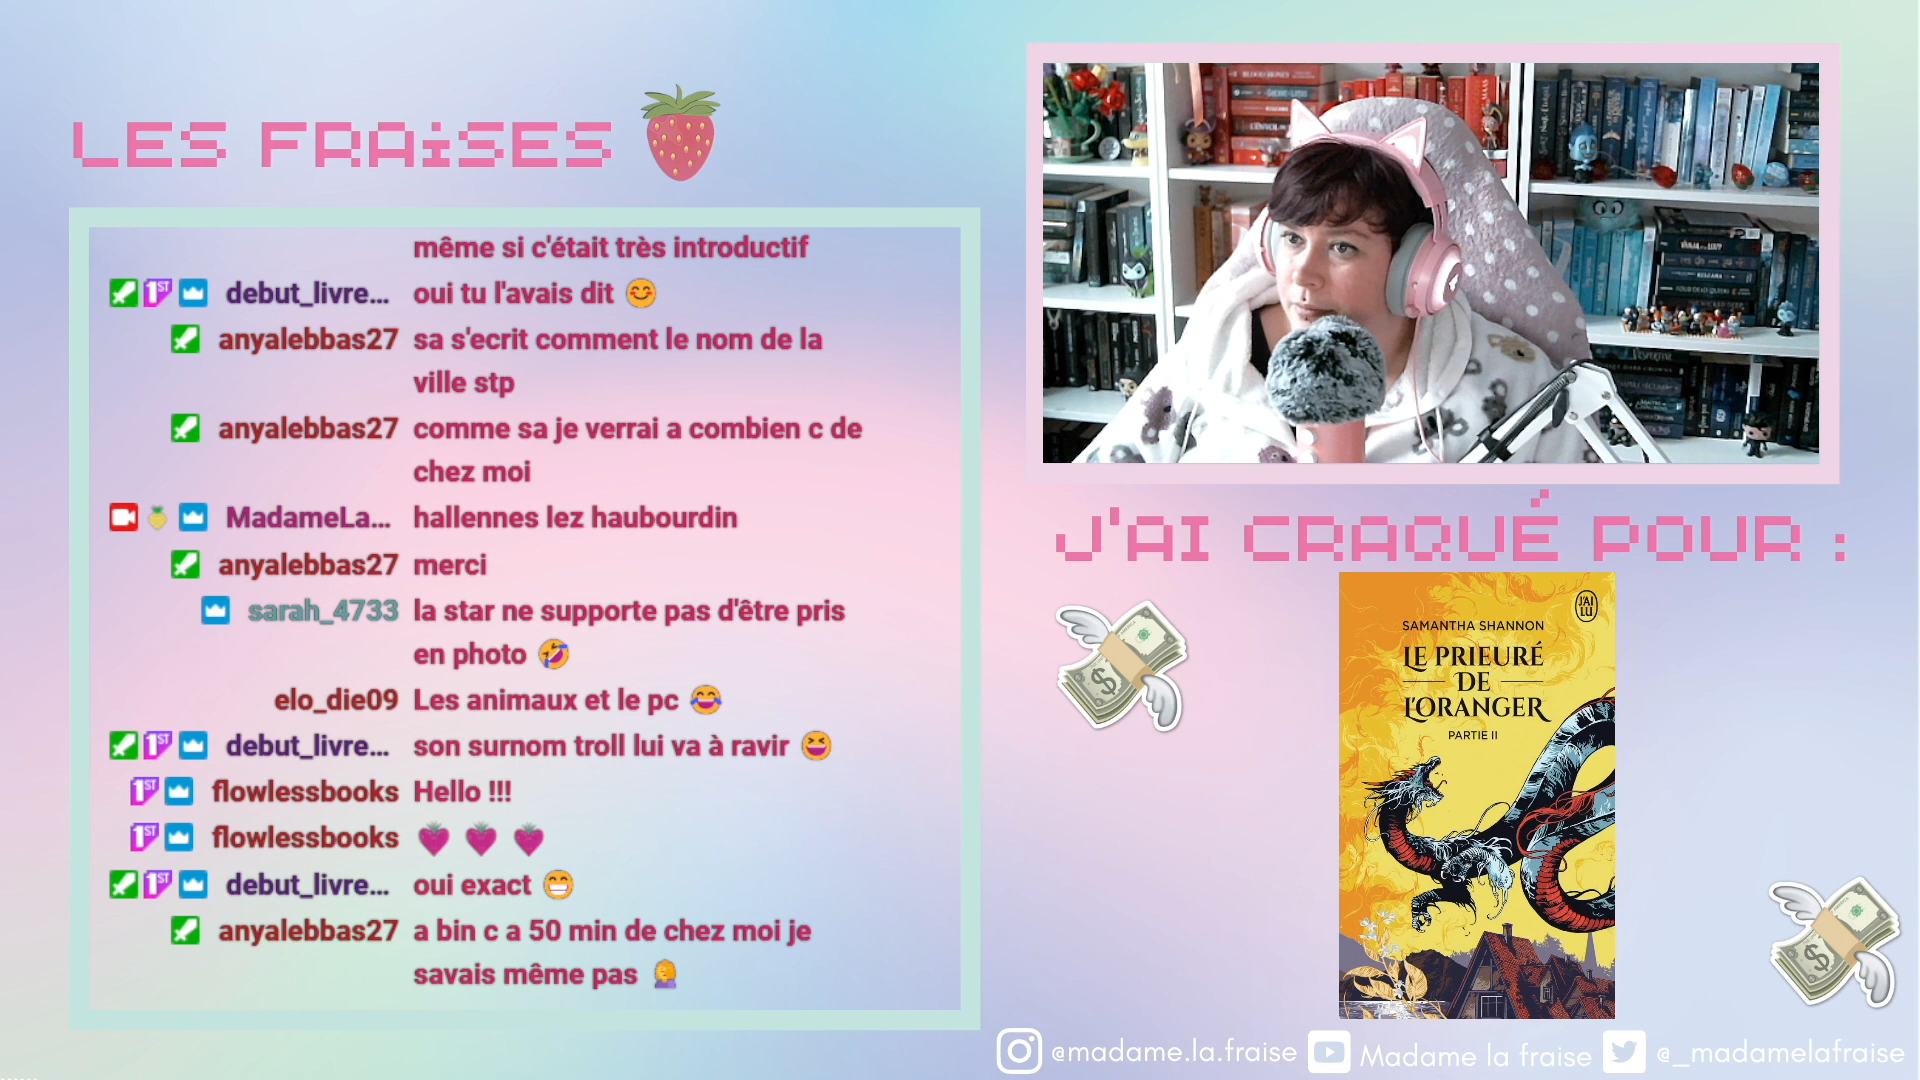 LES FRAiSES
même si c'était très introductif
debut_livre... oui tu l'avais dit 😊
anyalebbas27 sa s'ecrit comment le nom de la
ville stp
anyalebbas27 comme sa je verrai a combien c de
chez moi
MadameLa... hallennes lez haubourdin
anyalebbas27 merci
sarah_4733 la star ne supporte pas d'être pris
en photo 🤣
elo_die09 Les animaux et le pc 😂
1ST debut_livre... son surnom troll lui va à ravir 😆
1ST flowlessbooks Hello !!!
1ST flowlessbooks
1ST debut_livre... oui exact 😁
anyalebbas27 a bin c a 50 min de chez moi je
savais même pas 🤦
J'AI CRAQUÉ POUR :
J'AI
LU
SAMANTHA SHANNON
LE PRIEURÉ
DE
L'ORANGER
PARTIE II
@madame.la.fraise
Madame la fraise
@_madamelafraise